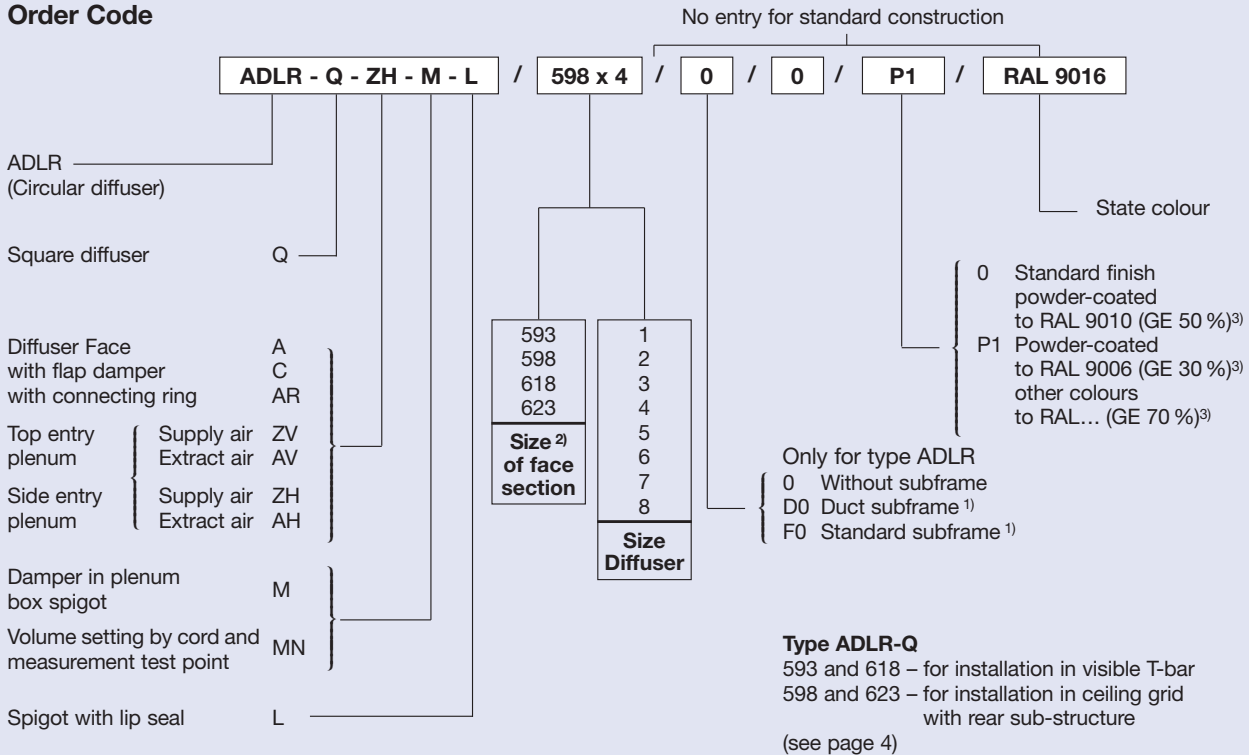 Order Code
No entry for standard construction
ADLR - Q - ZH - M - L / 598 x 4 / 0 / 0 / P1 / RAL 9016
ADLR
(Circular diffuser)
State colour
Square diffuser Q
0 Standard finish
powder-coated
to RAL 9010 (GE 50 %)3)
P1 Powder-coated
to RAL 9006 (GE 30 %)3)
other colours
to RAL... (GE 70 %)3)
Diffuser Face A
with flap damper C
with connecting ring AR
Top entry plenum
Supply air ZV
Extract air AV
Side entry plenum
Supply air ZH
Extract air AH
593
598
618
623
Size 2)
of face
section
1
2
3
4
5
6
7
8
Size
Diffuser
Only for type ADLR
0 Without subframe
D0 Duct subframe 1)
F0 Standard subframe 1)
Damper in plenum
box spigot M
Volume setting by cord and
measurement test point MN
Spigot with lip seal L
Type ADLR-Q
593 and 618 – for installation in visible T-bar
598 and 623 – for installation in ceiling grid
with rear sub-structure
(see page 4)